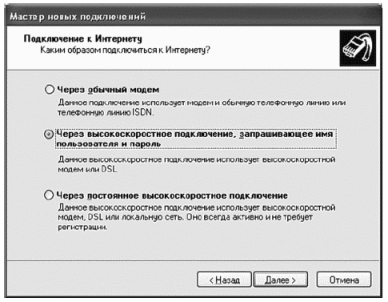 Мастер новых подключений
Подключение к Интернету
Каким образом подключиться к Интернету?
Через обычный модем
Данное подключение использует модем и обычную телефонную линию или
телефонную линию ISDN.
Через высокоскоростное подключение, запрашивающее имя
пользователя и пароль
Данное высокоскоростное подключение использует высокоскоростной
модем или DSL.
Через постоянное высокоскоростное подключение
Данное высокоскоростное подключение использует высокоскоростной
модем, DSL или локальную сеть. Оно всегда активно и не требует
регистрации.
< Назад
Далее >
Отмена